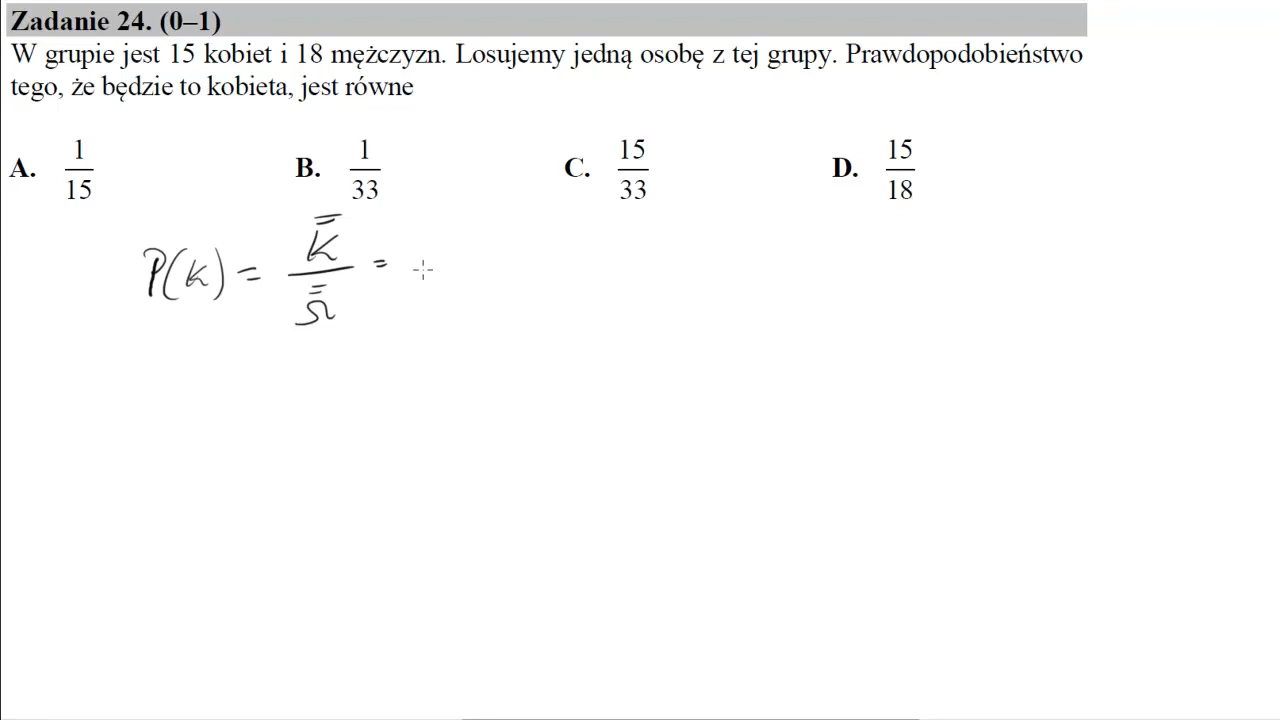 Zadanie 24. (0–1)
W grupie jest 15 kobiet i 18 mężczyzn. Losujemy jedną osobę z tej grupy. Prawdopodobieństwo
tego, że będzie to kobieta, jest równe
A. 1/15 B. 1/33 C. 15/33 D. 15/18
P(K) = K̿/Ω̿ =